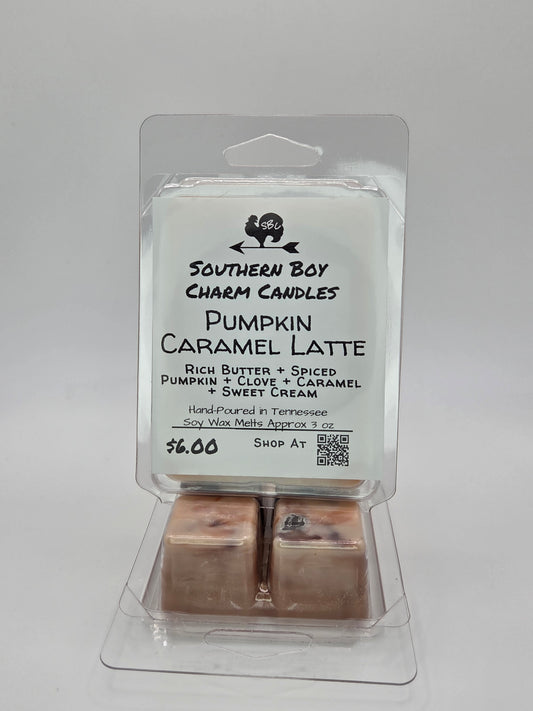 SBC
Southern Boy
Charm Candles
Pumpkin
Caramel Latte
Rich Butter + Spiced
Pumpkin + Clove + Caramel
+ Sweet Cream
Hand-Poured in Tennessee
Soy Wax Melts Approx 3 oz
$6.00 Shop At